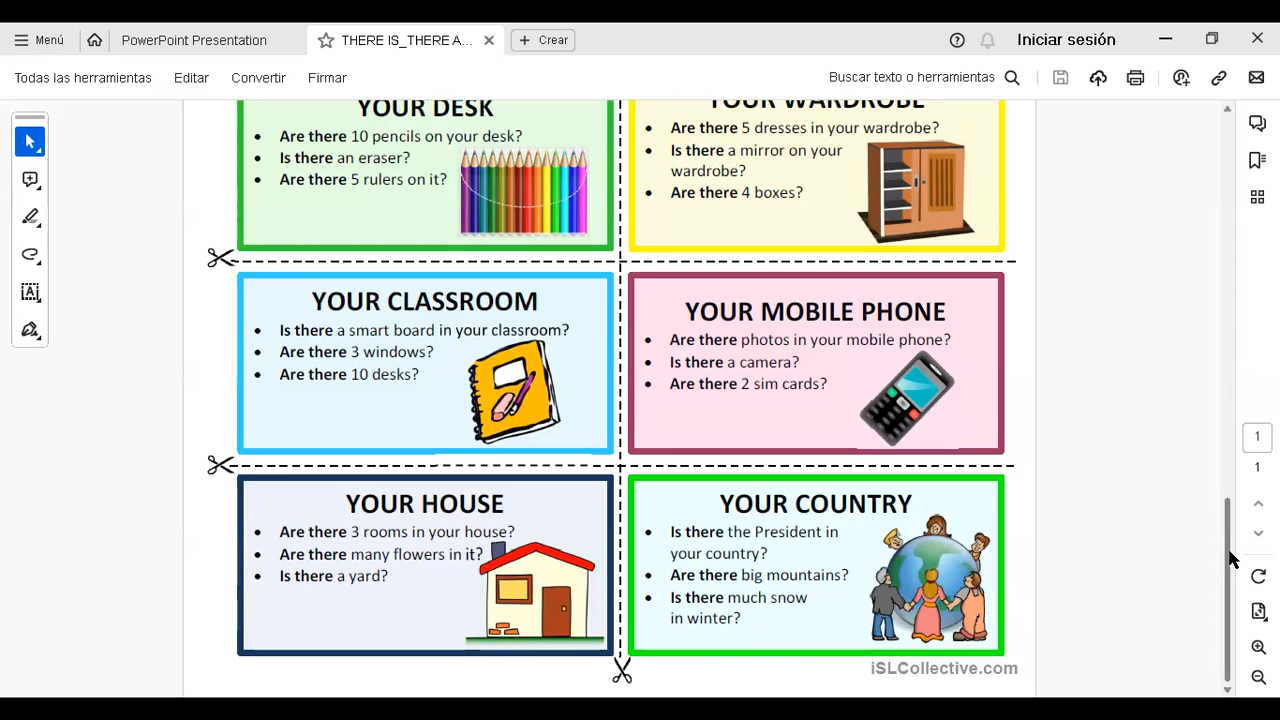 Menú
PowerPoint Presentation
THERE IS_THERE A...
Crear
Iniciar sesión
Todas las herramientas
Editar
Convertir
Firmar
Buscar texto o herramientas
YOUR DESK
• Are there 10 pencils on your desk?
• Is there an eraser?
• Are there 5 rulers on it?
YOUR WARDROBE
• Are there 5 dresses in your wardrobe?
• Is there a mirror on your
wardrobe?
• Are there 4 boxes?
YOUR CLASSROOM
• Is there a smart board in your classroom?
• Are there 3 windows?
• Are there 10 desks?
YOUR MOBILE PHONE
• Are there photos in your mobile phone?
• Is there a camera?
• Are there 2 sim cards?
YOUR HOUSE
• Are there 3 rooms in your house?
• Are there many flowers in it?
• Is there a yard?
YOUR COUNTRY
• Is there the President in
your country?
• Are there big mountains?
• Is there much snow
in winter?
iSLCollective.com
1
1